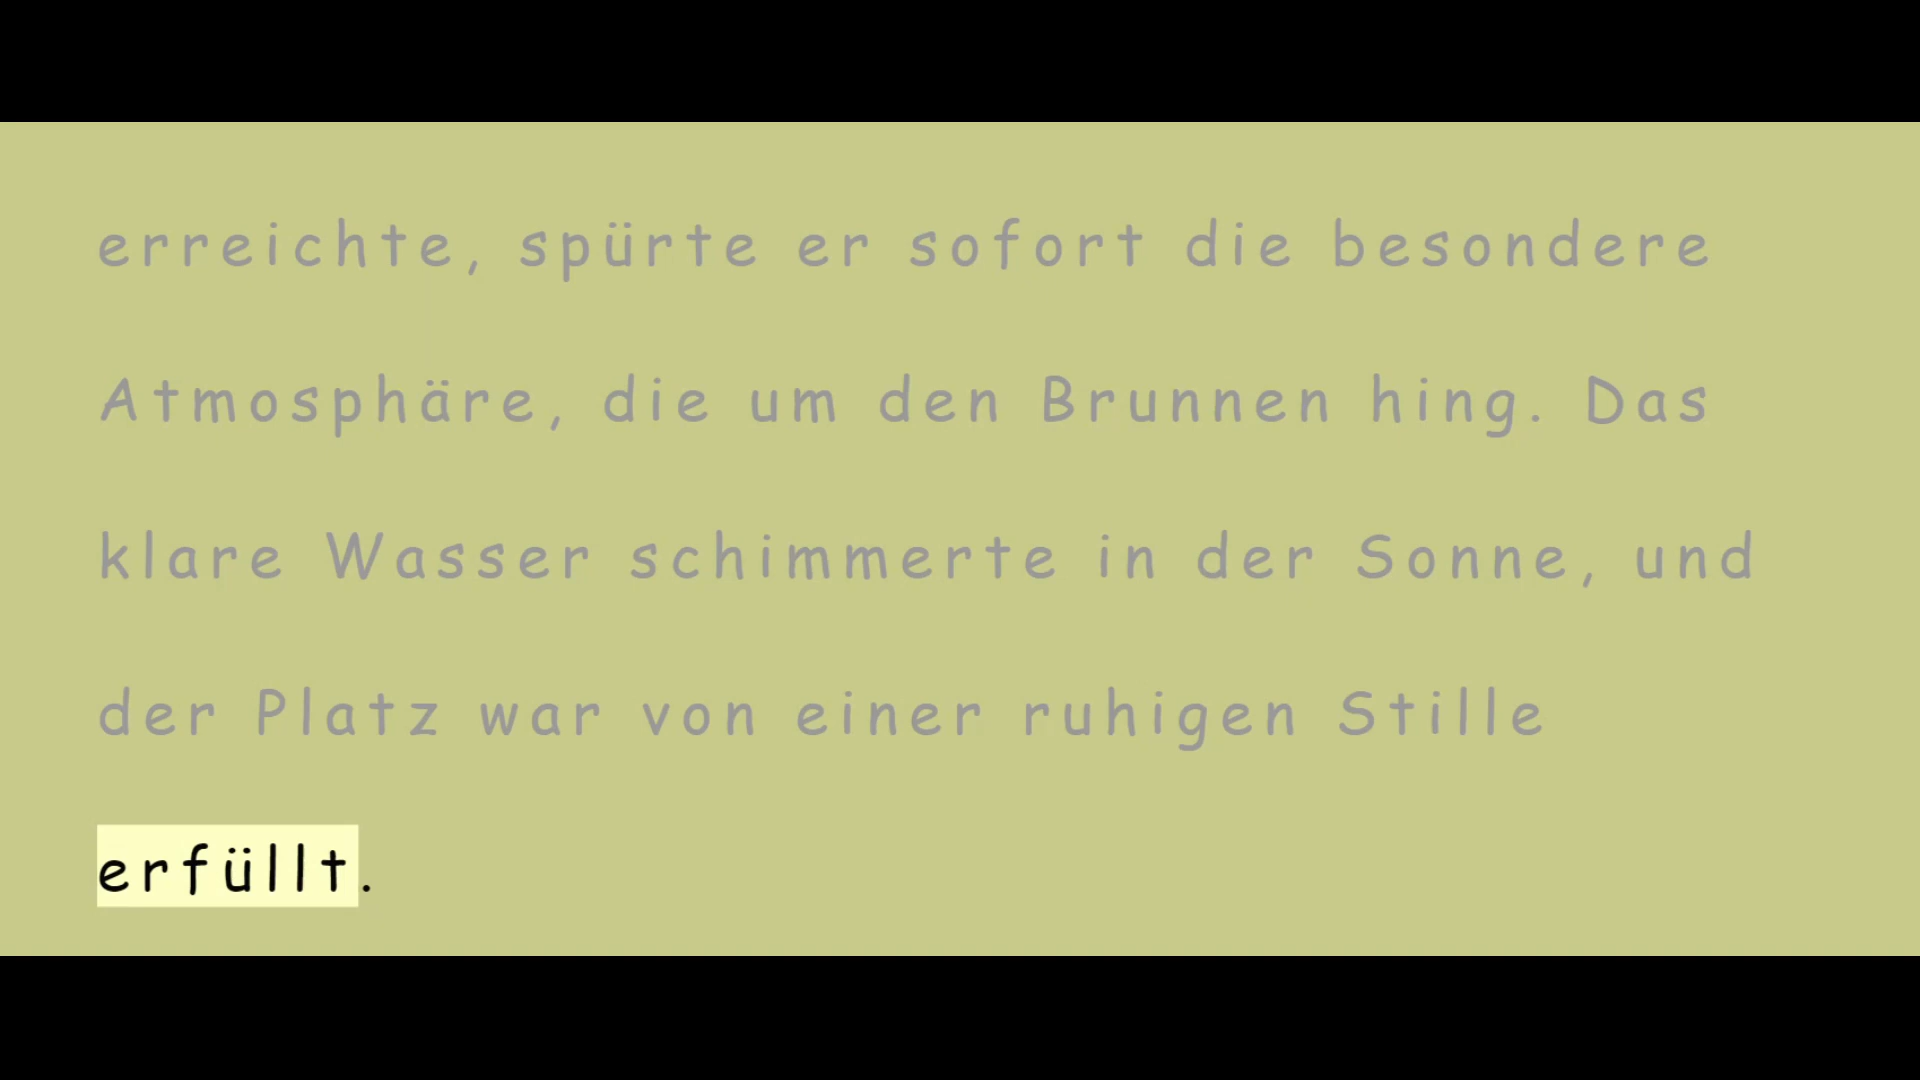 erreichte, spürte er sofort die besondere
Atmosphäre, die um den Brunnen hing. Das
klare Wasser schimmerte in der Sonne, und
der Platz war von einer ruhigen Stille
erfüllt.